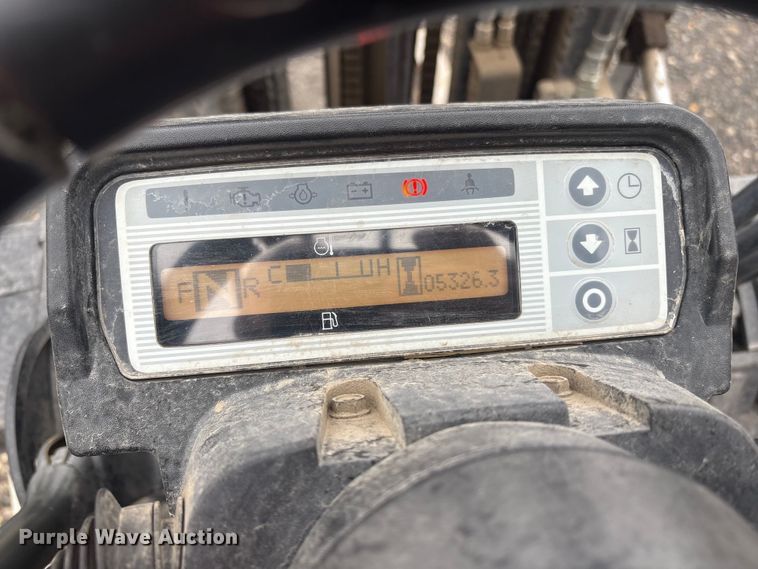 F N R C H 05326.3
Purple Wave Auction